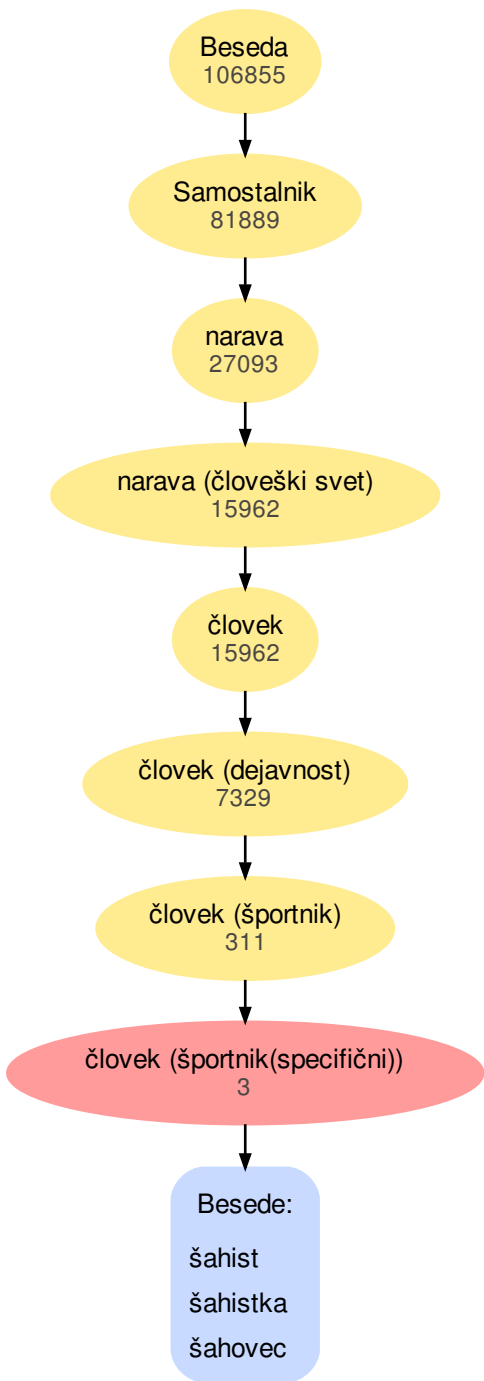 Beseda
106855
Samostalnik
81889
narava
27093
narava (človeški svet)
15962
človek
15962
človek (dejavnost)
7329
človek (športnik)
311
človek (športnik(specifični))
3
Besede:
šahist
šahistka
šahovec